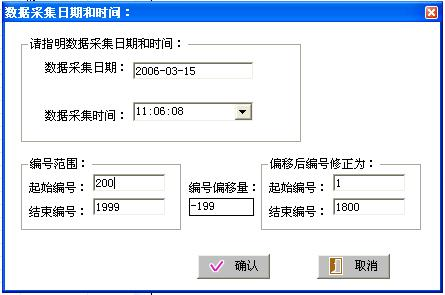 数据采集日期和时间：
请指明数据采集日期和时间：
数据采集日期： 2006-03-15
数据采集时间： 11:06:08
编号范围：
起始编号： 200
结束编号： 1999
编号偏移量：
-199
偏移后编号修正为：
起始编号： 1
结束编号： 1800
确认
取消